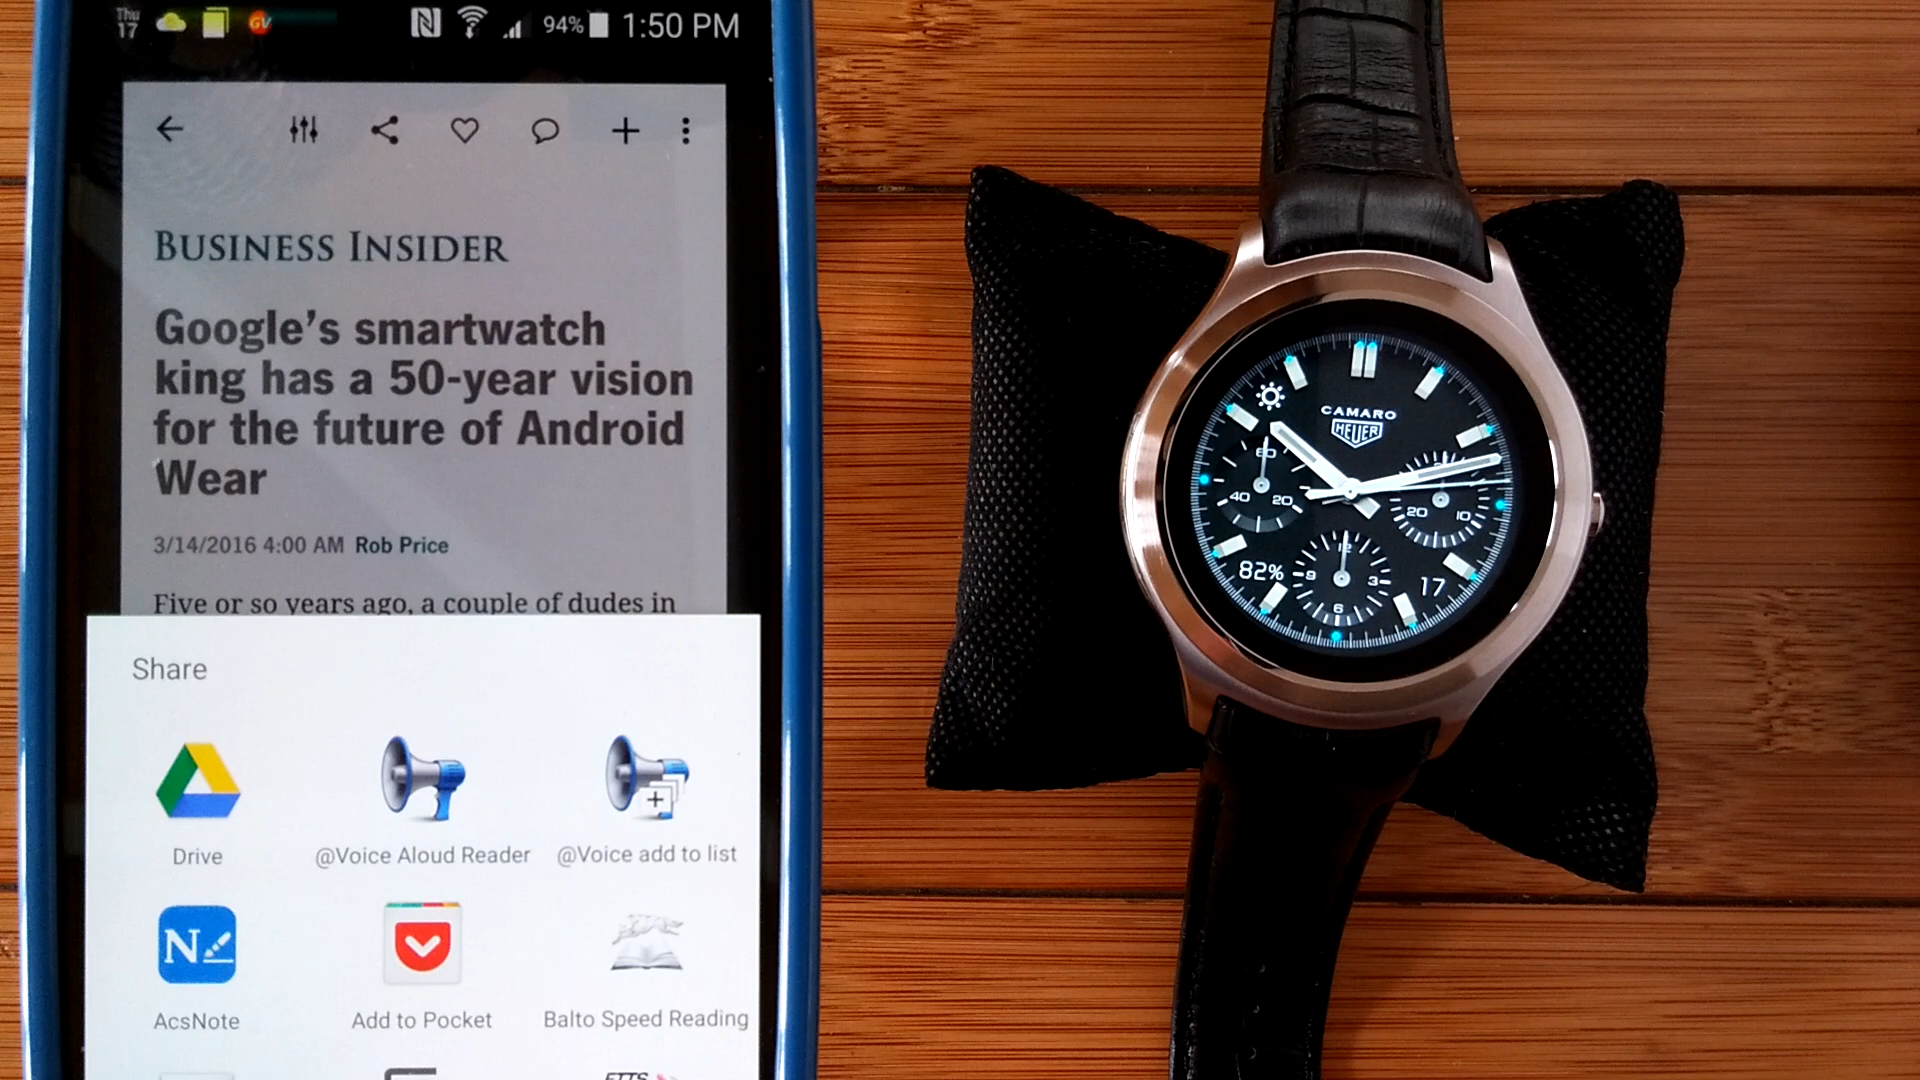 Thu
17
GV
94%
1:50 PM
BUSINESS INSIDER
Google's smartwatch
king has a 50-year vision
for the future of Android
Wear
3/14/2016 4:00 AM Rob Price
Five or so years ago, a couple of dudes in
Share
Drive
@Voice Aloud Reader
@Voice add to list
N
AcsNote
Add to Pocket
Balto Speed Reading
CAMARO
HEUER
60
40
20
20
10
82%
12
9
3
6
17